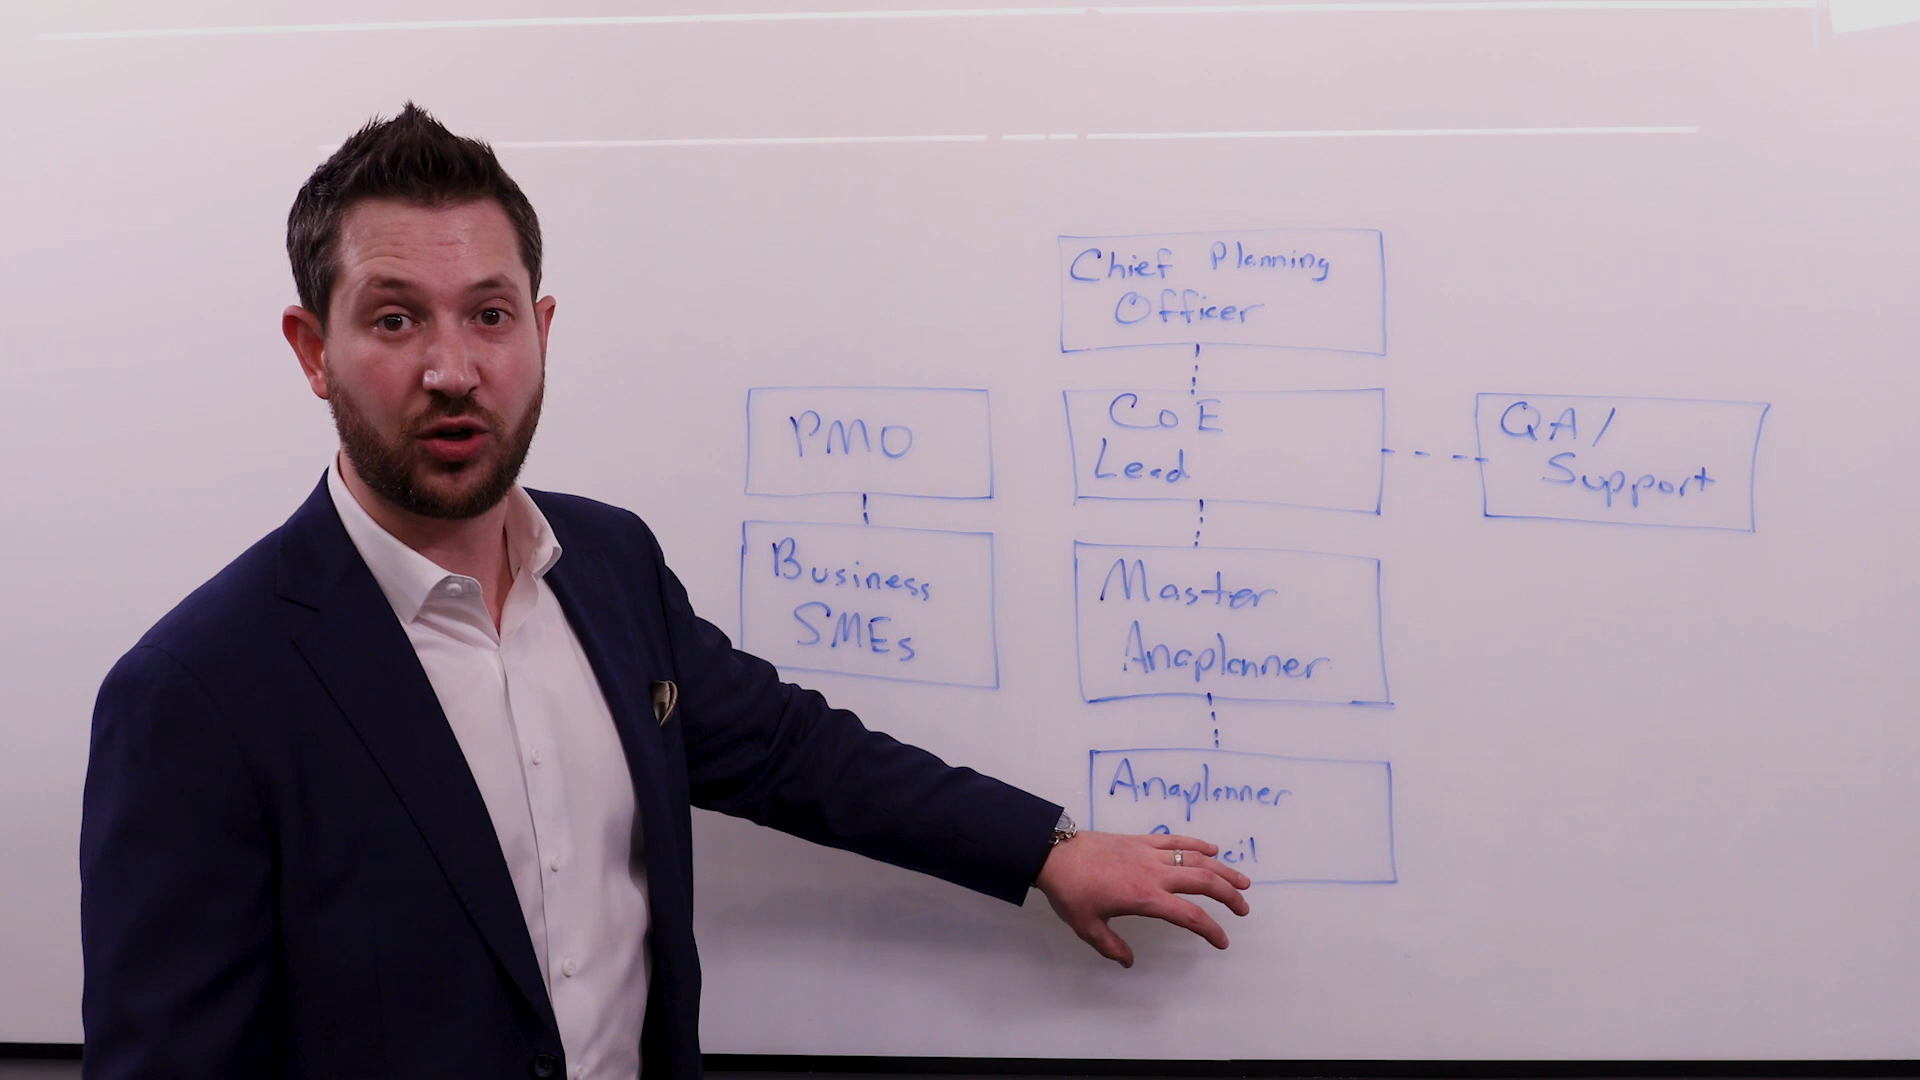 Chief Planning
Officer
PMO
CoE
Lead
QA/
Support
Business
SMEs
Master
Anaplanner
Anaplanner